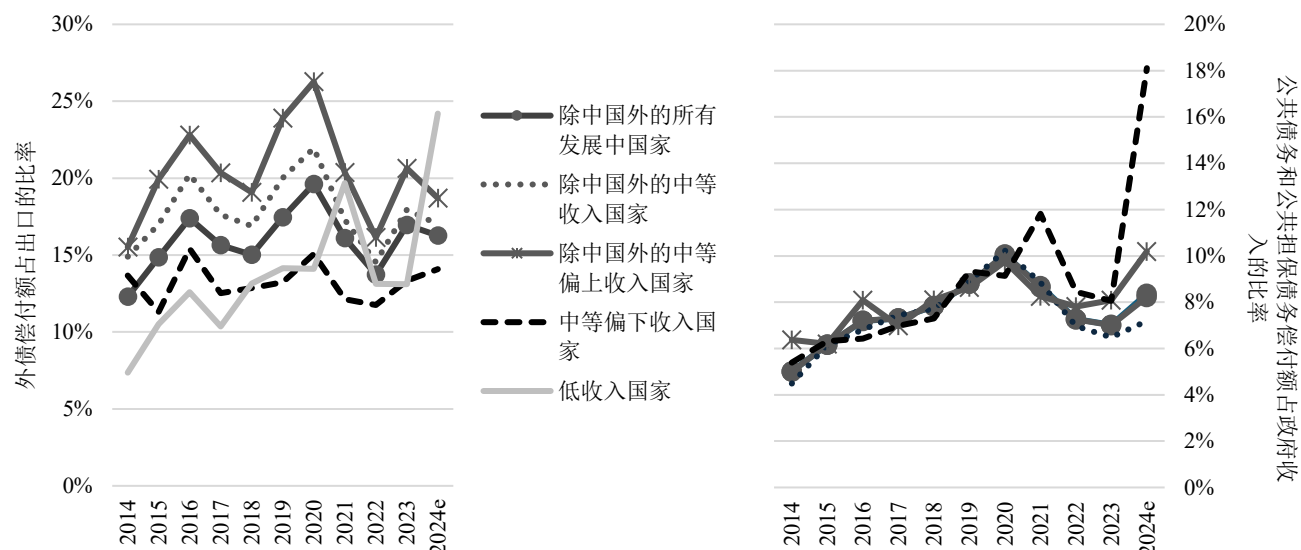 外债偿付额占出口的比率
30%
25%
20%
15%
10%
5%
0%
2014
2015
2016
2017
2018
2019
2020
2021
2022
2023
2024e
除中国外的所有
发展中国家
除中国外的中等
收入国家
除中国外的中等
偏上收入国家
中等偏下收入国
家
低收入国家
20%
18%
16%
14%
12%
10%
8%
6%
4%
2%
0%
2014
2015
2016
2017
2018
2019
2020
2021
2022
2023
2024e
公共债务和公共担保债务偿付额占政府收
入的比率